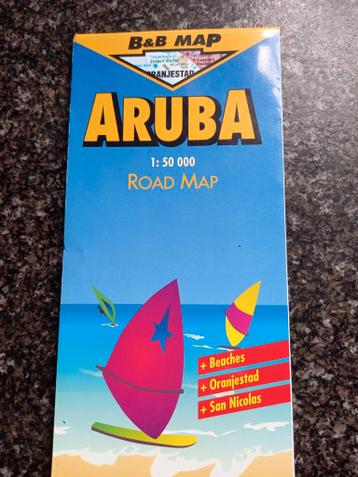 B&B MAP
ORANJESTAD
ARUBA
1: 50 000
ROAD MAP
+ Beaches
+ Oranjestad
+ San Nicolas